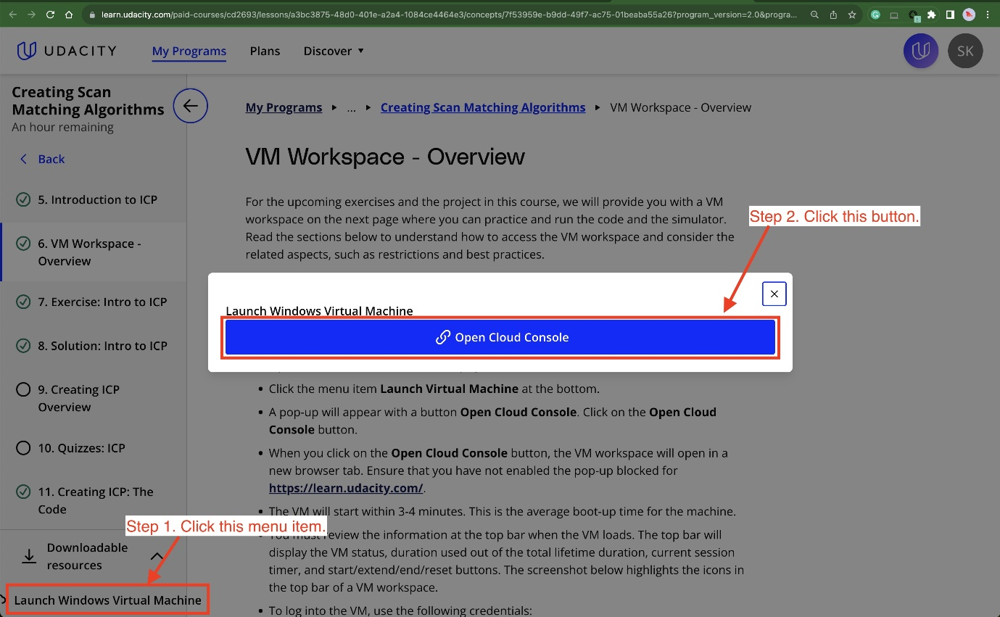 learn.udacity.com/paid-courses/cd2693/lessons/a3bc3875-48d0-401e-a2a4-1084ce4464e3/concepts/7f53959e-b9dd-49f7-ac75-01beaba55a26?program_version=2.0&progra...
UDACITY
My Programs
Plans
Discover
SK
Creating Scan
Matching Algorithms
An hour remaining
Back
5. Introduction to ICP
6. VM Workspace -
Overview
7. Exercise: Intro to ICP
8. Solution: Intro to ICP
9. Creating ICP
Overview
10. Quizzes: ICP
11. Creating ICP: The
Code
Step 1. Click this menu item.
Downloadable
resources
Launch Windows Virtual Machine
My Programs ▸ ... ▸ Creating Scan Matching Algorithms ▸ VM Workspace - Overview
VM Workspace - Overview
For the upcoming exercises and the project in this course, we will provide you with a VM
workspace on the next page where you can practice and run the code and the simulator.
Read the sections below to understand how to access the VM workspace and consider the
related aspects, such as restrictions and best practices.
Step 2. Click this button.
Launch Windows Virtual Machine
Open Cloud Console
• Click the menu item Launch Virtual Machine at the bottom.
• A pop-up will appear with a button Open Cloud Console. Click on the Open Cloud
Console button.
• When you click on the Open Cloud Console button, the VM workspace will open in a
new browser tab. Ensure that you have not enabled the pop-up blocked for
https://learn.udacity.com/.
• The VM will start within 3-4 minutes. This is the average boot-up time for the machine.
• You must review the information at the top bar when the VM loads. The top bar will
display the VM status, duration used out of the total lifetime duration, current session
timer, and start/extend/end/reset buttons. The screenshot below highlights the icons in
the top bar of a VM workspace.
• To log into the VM, use the following credentials: